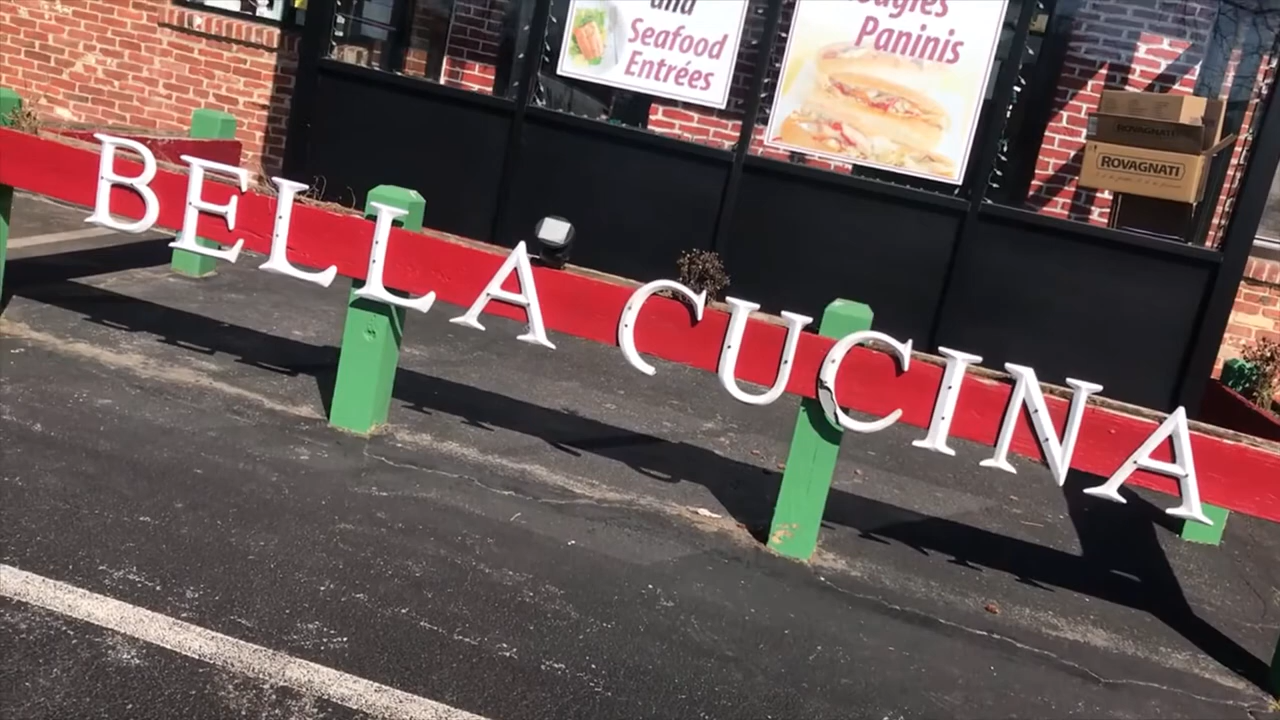 and
Seafood
Entrées
Paninis
ROVAGNATI
ROVAGNATI
BELLA CUCINA